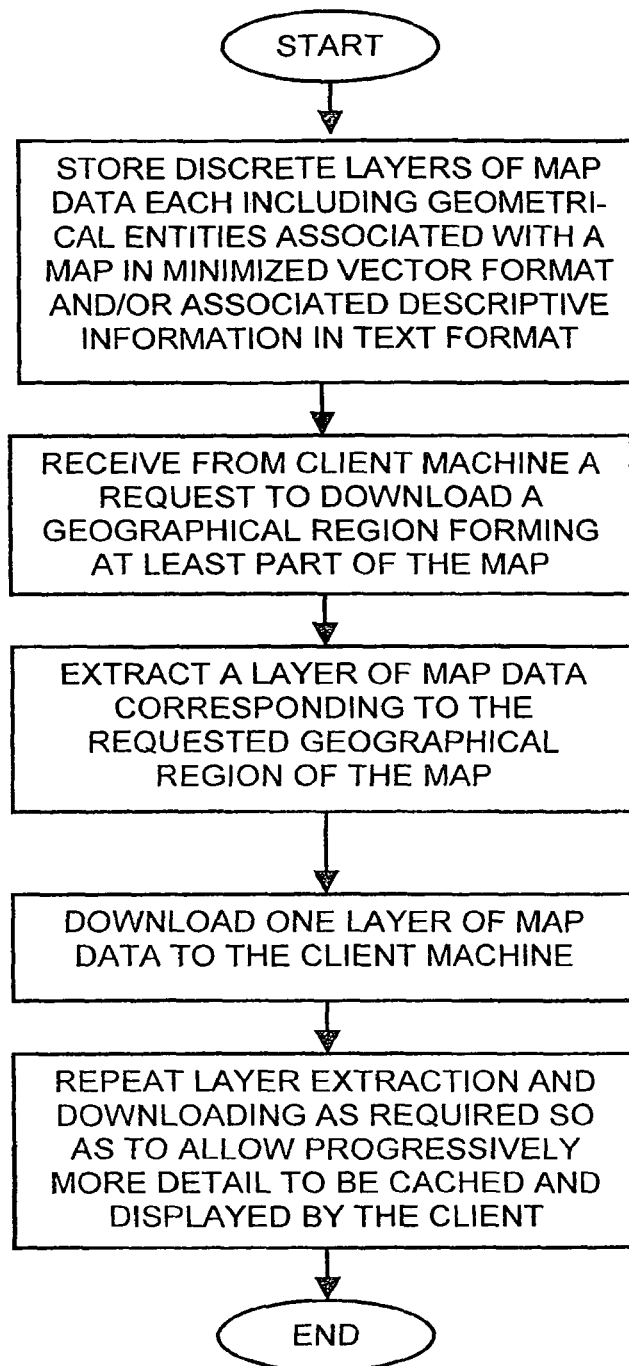 START
STORE DISCRETE LAYERS OF MAP
DATA EACH INCLUDING GEOMETRI-
CAL ENTITIES ASSOCIATED WITH A
MAP IN MINIMIZED VECTOR FORMAT
AND/OR ASSOCIATED DESCRIPTIVE
INFORMATION IN TEXT FORMAT
RECEIVE FROM CLIENT MACHINE A
REQUEST TO DOWNLOAD A
GEOGRAPHICAL REGION FORMING
AT LEAST PART OF THE MAP
EXTRACT A LAYER OF MAP DATA
CORRESPONDING TO THE
REQUESTED GEOGRAPHICAL
REGION OF THE MAP
DOWNLOAD ONE LAYER OF MAP
DATA TO THE CLIENT MACHINE
REPEAT LAYER EXTRACTION AND
DOWNLOADING AS REQUIRED SO
AS TO ALLOW PROGRESSIVELY
MORE DETAIL TO BE CACHED AND
DISPLAYED BY THE CLIENT
END